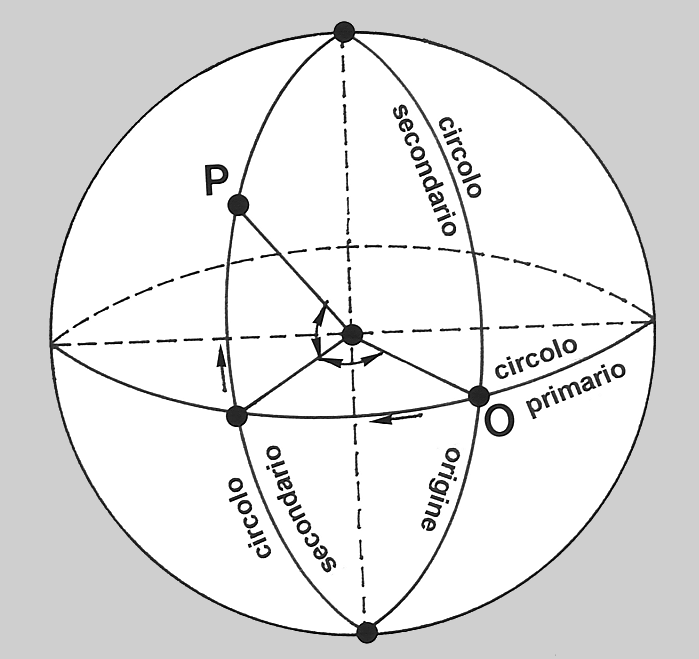 circolo
secondario
P
circolo
primario
O
origine
secondario
circolo